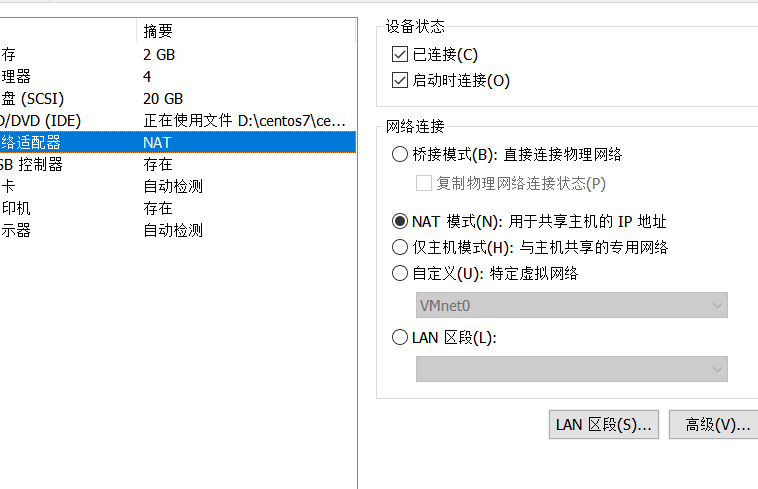 摘要
存 2 GB
理器 4
盘 (SCSI) 20 GB
D/DVD (IDE) 正在使用文件 D:\centos7\ce...
络适配器 NAT
SB 控制器 存在
卡 自动检测
印机 存在
示器 自动检测
设备状态
已连接(C)
启动时连接(O)
网络连接
桥接模式(B): 直接连接物理网络
复制物理网络连接状态(P)
NAT 模式(N): 用于共享主机的 IP 地址
仅主机模式(H): 与主机共享的专用网络
自定义(U): 特定虚拟网络
VMnet0
LAN 区段(L):
LAN 区段(S)... 高级(V)...